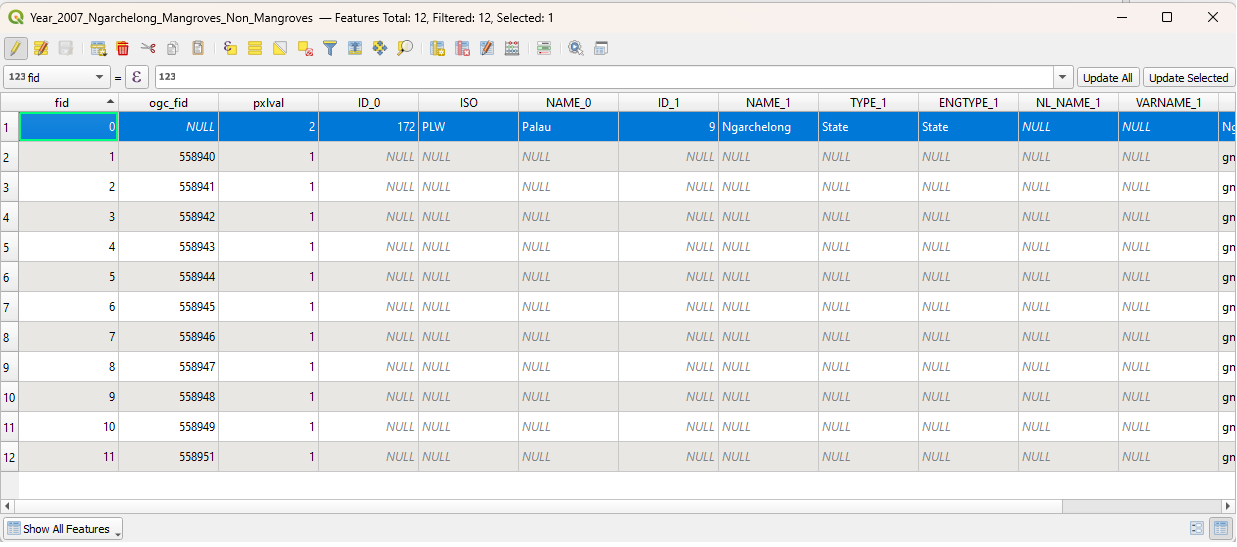 Year_2007_Ngarchelong_Mangroves_Non_Mangroves — Features Total: 12, Filtered: 12, Selected: 1
123 fid = ε 123 Update All Update Selected
fid ogc_fid pxlval ID_0 ISO NAME_0 ID_1 NAME_1 TYPE_1 ENGTYPE_1 NL_NAME_1 VARNAME_1
1 0 NULL 2 172 PLW Palau 9 Ngarchelong State State NULL NULL Ng
2 1 558940 1 NULL NULL NULL NULL NULL NULL NULL NULL NULL gn
3 2 558941 1 NULL NULL NULL NULL NULL NULL NULL NULL NULL gn
4 3 558942 1 NULL NULL NULL NULL NULL NULL NULL NULL NULL gn
5 4 558943 1 NULL NULL NULL NULL NULL NULL NULL NULL NULL gn
6 5 558944 1 NULL NULL NULL NULL NULL NULL NULL NULL NULL gn
7 6 558945 1 NULL NULL NULL NULL NULL NULL NULL NULL NULL gn
8 7 558946 1 NULL NULL NULL NULL NULL NULL NULL NULL NULL gn
9 8 558947 1 NULL NULL NULL NULL NULL NULL NULL NULL NULL gn
10 9 558948 1 NULL NULL NULL NULL NULL NULL NULL NULL NULL gn
11 10 558949 1 NULL NULL NULL NULL NULL NULL NULL NULL NULL gn
12 11 558951 1 NULL NULL NULL NULL NULL NULL NULL NULL NULL gn
Show All Features